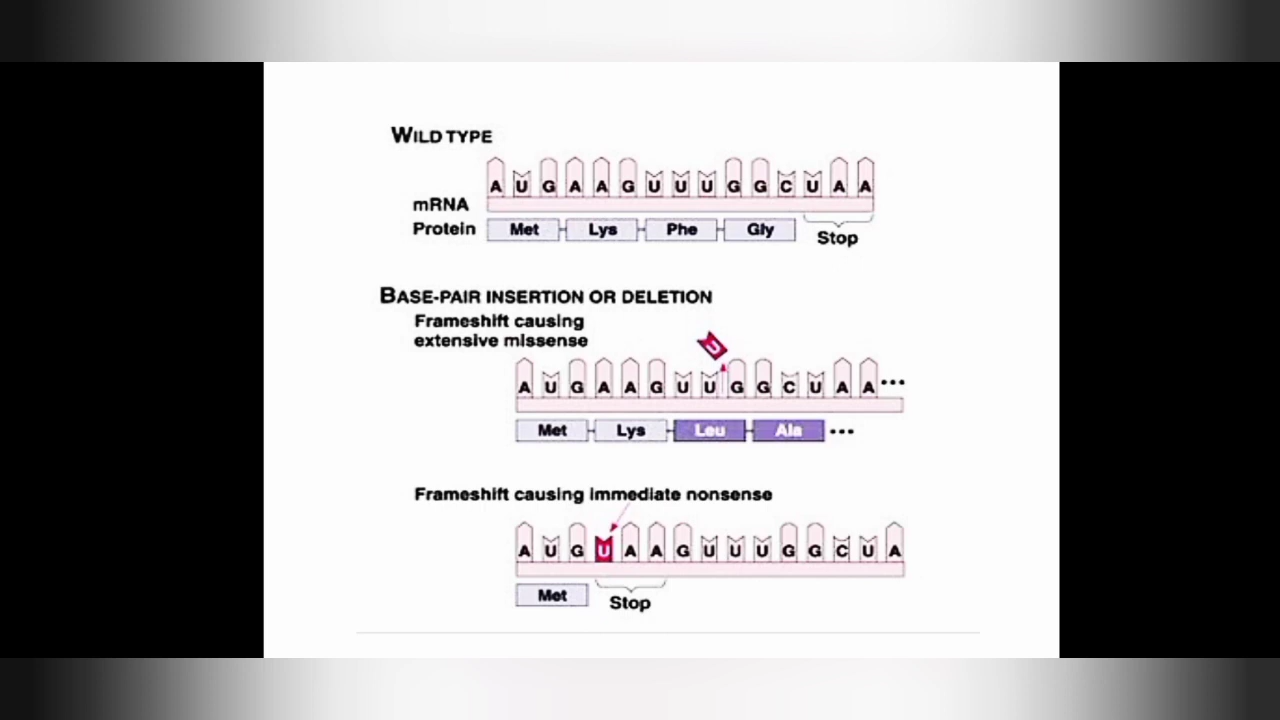 WILD TYPE
A U G A A G U U U G G C U A A
mRNA
Protein Met Lys Phe Gly Stop
BASE-PAIR INSERTION OR DELETION
Frameshift causing
extensive missense
U
A U G A A G U U G G C U A A •••
Met Lys Leu Ala •••
Frameshift causing immediate nonsense
A U G U A A G U U U G G C U A
Met Stop